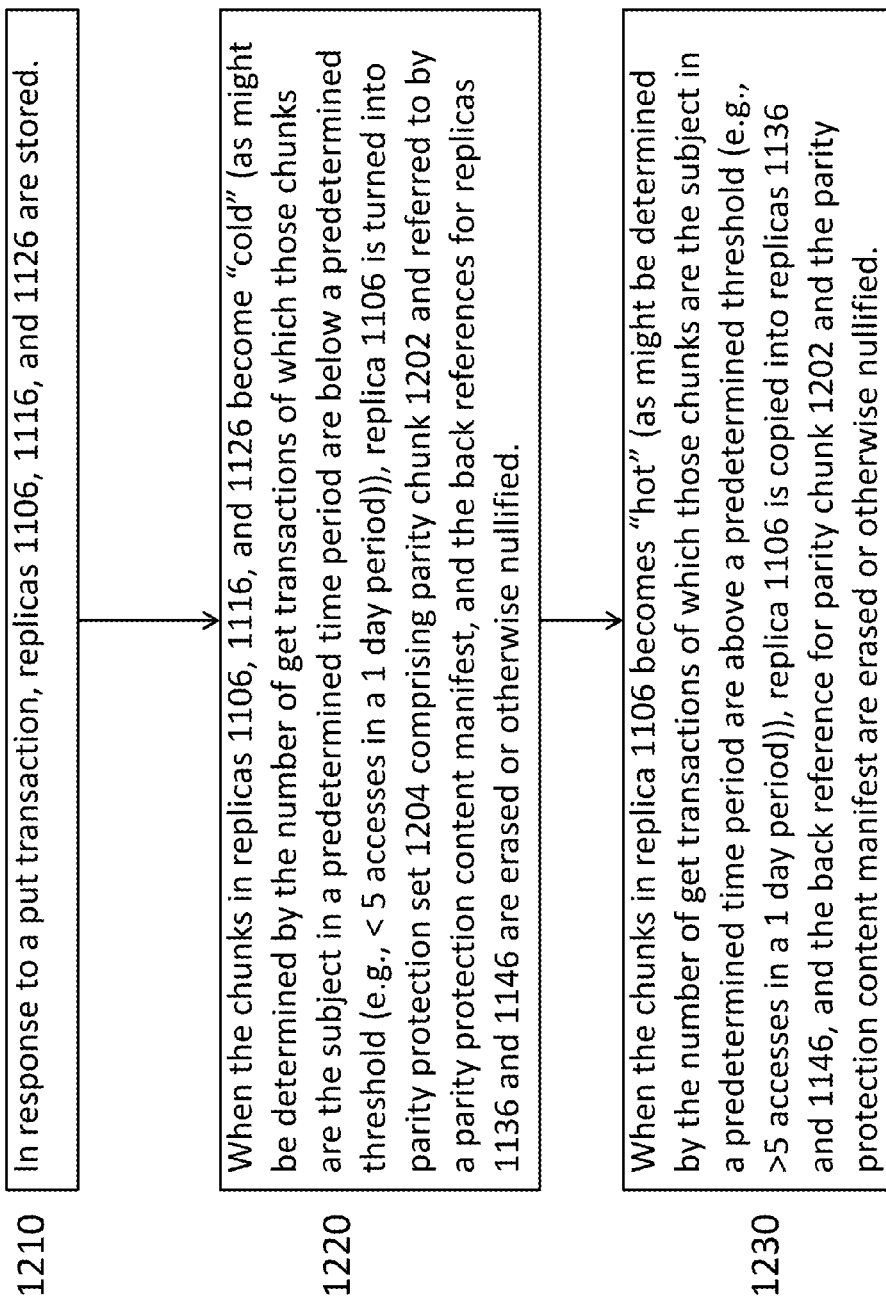 1210
In response to a put transaction, replicas 1106, 1116, and 1126 are stored.
1220
When the chunks in replicas 1106, 1116, and 1126 become “cold” (as might
be determined by the number of get transactions of which those chunks
are the subject in a predetermined time period are below a predetermined
threshold (e.g., < 5 accesses in a 1 day period)), replica 1106 is turned into
parity protection set 1204 comprising parity chunk 1202 and referred to by
a parity protection content manifest, and the back references for replicas
1136 and 1146 are erased or otherwise nullified.
1230
When the chunks in replica 1106 becomes “hot” (as might be determined
by the number of get transactions of which those chunks are the subject in
a predetermined time period are above a predetermined threshold (e.g.,
>5 accesses in a 1 day period)), replica 1106 is copied into replicas 1136
and 1146, and the back reference for parity chunk 1202 and the parity
protection content manifest are erased or otherwise nullified.